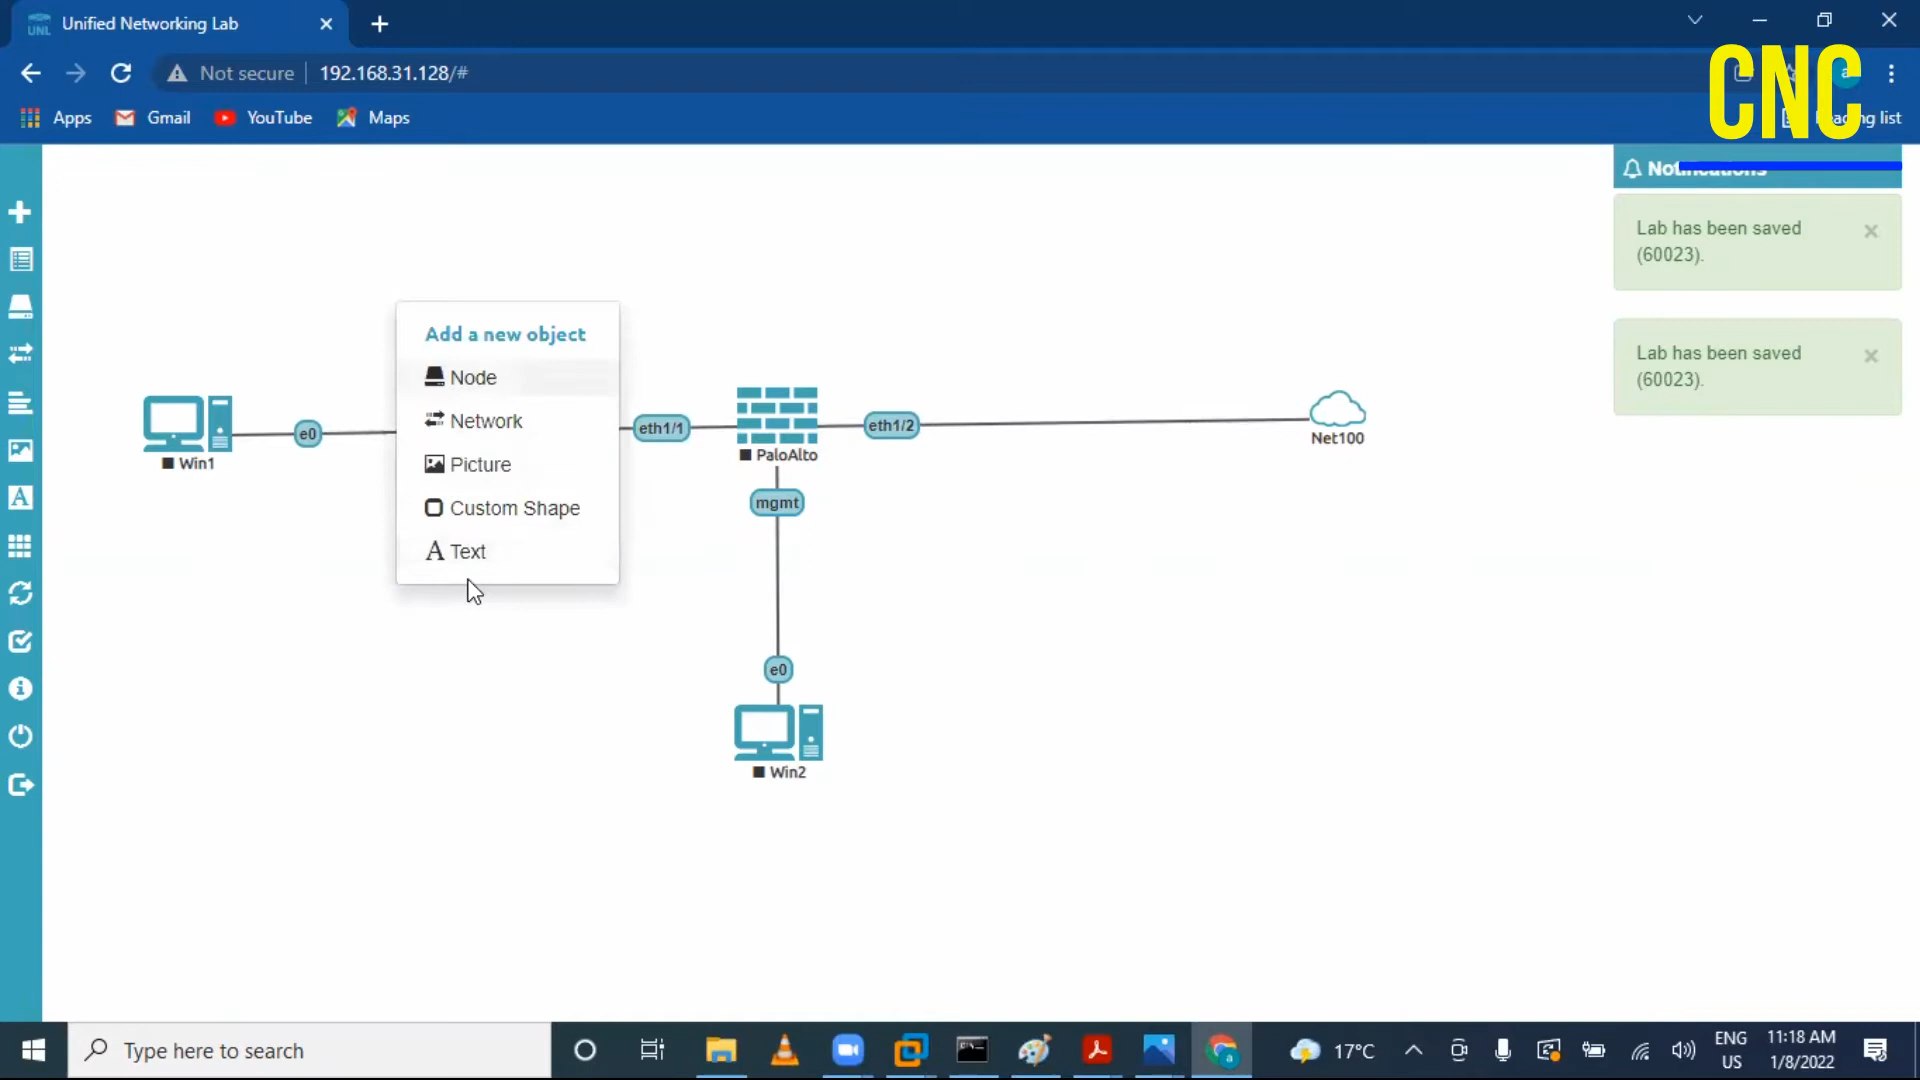 Unified Networking Lab
Not secure
192.168.31.128/#
Apps
Gmail
YouTube
Maps
list
CNC
Notifications
Lab has been saved
(60023).
Lab has been saved
(60023).
Add a new object
Node
Network
Picture
Custom Shape
Text
Win1
e0
eth1/1
PaloAlto
eth1/2
Net100
mgmt
e0
Win2
Type here to search
17°C
ENG
US
11:18 AM
1/8/2022